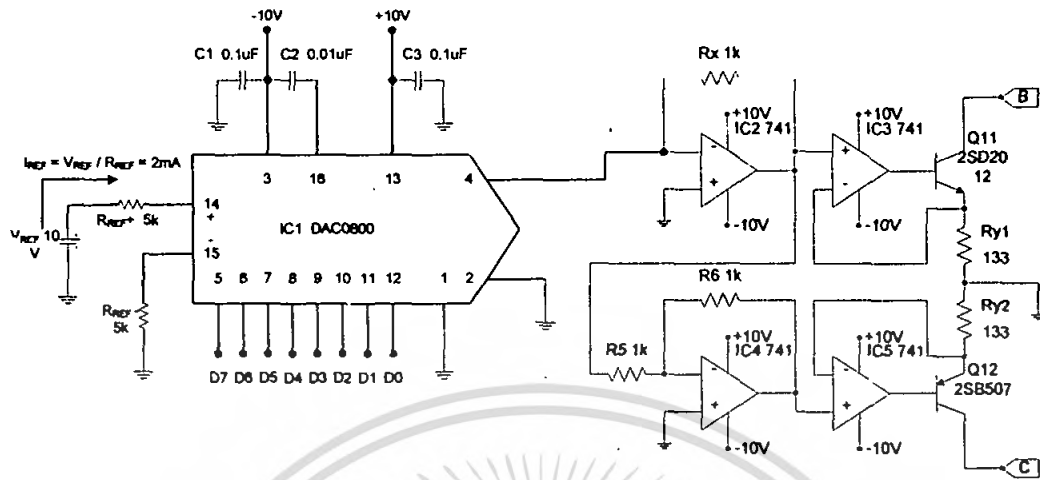 -10V
+10V
C1 0.1uF
C2 0.01uF
C3 0.1uF
Rx 1k
B
+10V
IC2 741
+10V
IC3 741
Q11
2SD20
12
IREF = VREF / RREF = 2mA
3
16
13
4
-
+
+
-
VREF 10
V
RREF+ 5k
14
+
-
15
IC1 DAC0800
-10V
-10V
Ry1
133
RREF
5k
5
6
7
8
9
10
11
12
1
2
R6 1k
Ry2
133
D7
D6
D5
D4
D3
D2
D1
D0
R5 1k
+10V
IC4 741
+10V
IC5 741
Q12
2SB507
-
+
-
+
-10V
-10V
C